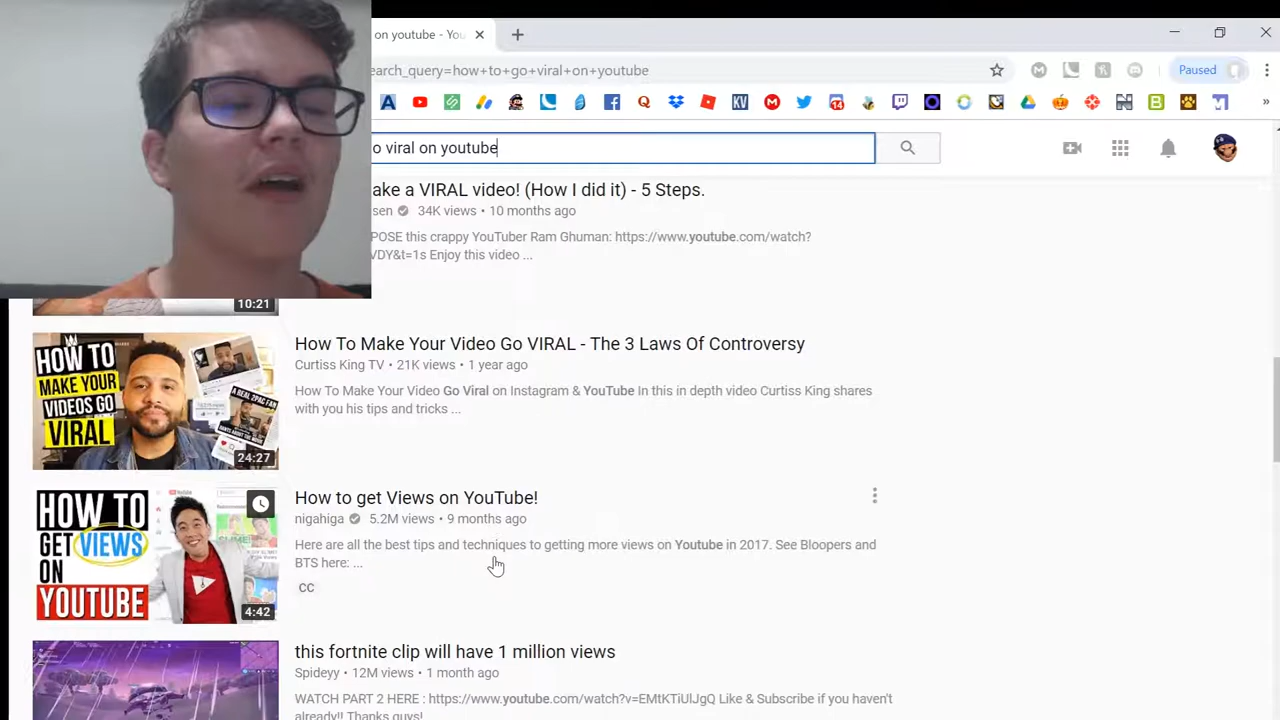 on youtube - You
earch_query=how+to+go+viral+on+youtube
Paused
o viral on youtube
ake a VIRAL video! (How I did it) - 5 Steps.
sen 34K views • 10 months ago
POSE this crappy YouTuber Ram Ghuman: https://www.youtube.com/watch?
VDY&t=1s Enjoy this video ...
10:21
HOW TO
MAKE YOUR
VIDEOS GO
VIRAL
A REAL 2PAC FAN
24:27
How To Make Your Video Go VIRAL - The 3 Laws Of Controversy
Curtiss King TV • 21K views • 1 year ago
How To Make Your Video Go Viral on Instagram & YouTube In this in depth video Curtiss King shares
with you his tips and tricks ...
HOW TO
GET VIEWS
ON
YOUTUBE
4:42
How to get Views on YouTube!
nigahiga 5.2M views • 9 months ago
Here are all the best tips and techniques to getting more views on Youtube in 2017. See Bloopers and
BTS here: ...
CC
this fortnite clip will have 1 million views
Spideyy • 12M views • 1 month ago
WATCH PART 2 HERE : https://www.youtube.com/watch?v=EMtKTiUlJgQ Like & Subscribe if you haven't
already!! Thanks guys!